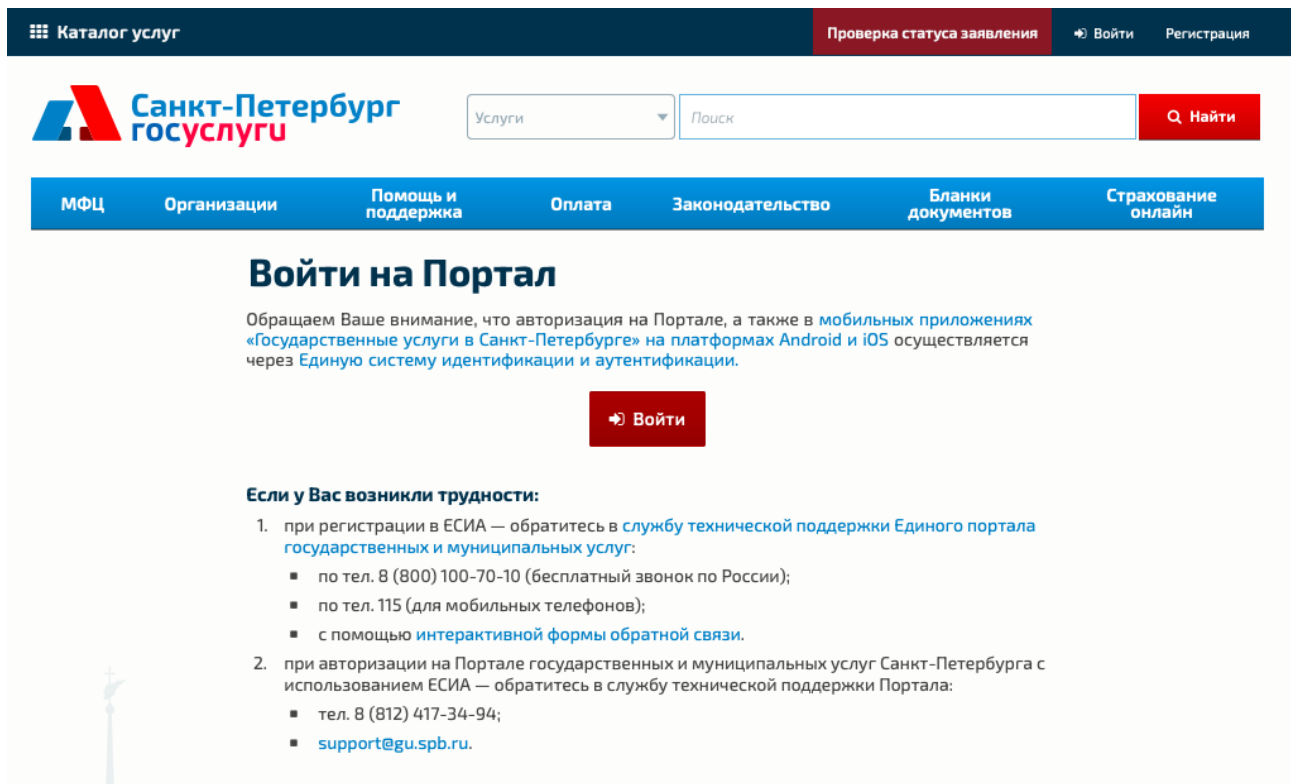 Каталог услуг
Проверка статуса заявления
Войти
Регистрация
Санкт-Петербург
госуслуги
Услуги
Поиск
Найти
МФЦ
Организации
Помощь и
поддержка
Оплата
Законодательство
Бланки
документов
Страхование
онлайн
Войти на Портал
Обращаем Ваше внимание, что авторизация на Портале, а также в мобильных приложениях
«Государственные услуги в Санкт-Петербурге» на платформах Android и iOS осуществляется
через Единую систему идентификации и аутентификации.
Войти
Если у Вас возникли трудности:
1. при регистрации в ЕСИА — обратитесь в службу технической поддержки Единого портала
государственных и муниципальных услуг:
▪ по тел. 8 (800) 100-70-10 (бесплатный звонок по России);
▪ по тел. 115 (для мобильных телефонов);
▪ с помощью интерактивной формы обратной связи.
2. при авторизации на Портале государственных и муниципальных услуг Санкт-Петербурга с
использованием ЕСИА — обратитесь в службу технической поддержки Портала:
▪ тел. 8 (812) 417-34-94;
▪ support@gu.spb.ru.